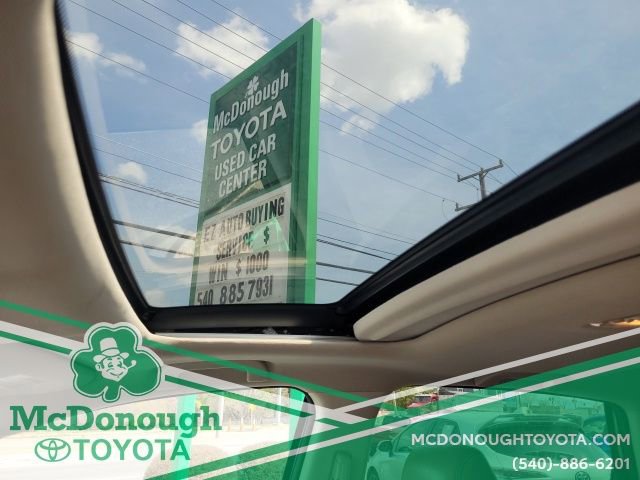 McDonough
TOYOTA
USED CAR
CENTER
EZ AUTO BUYING
SERVICE $
WIN $ 1000
540 885 7931
McDonough
TOYOTA
MCDONOUGHTOYOTA.COM
(540)-886-6201